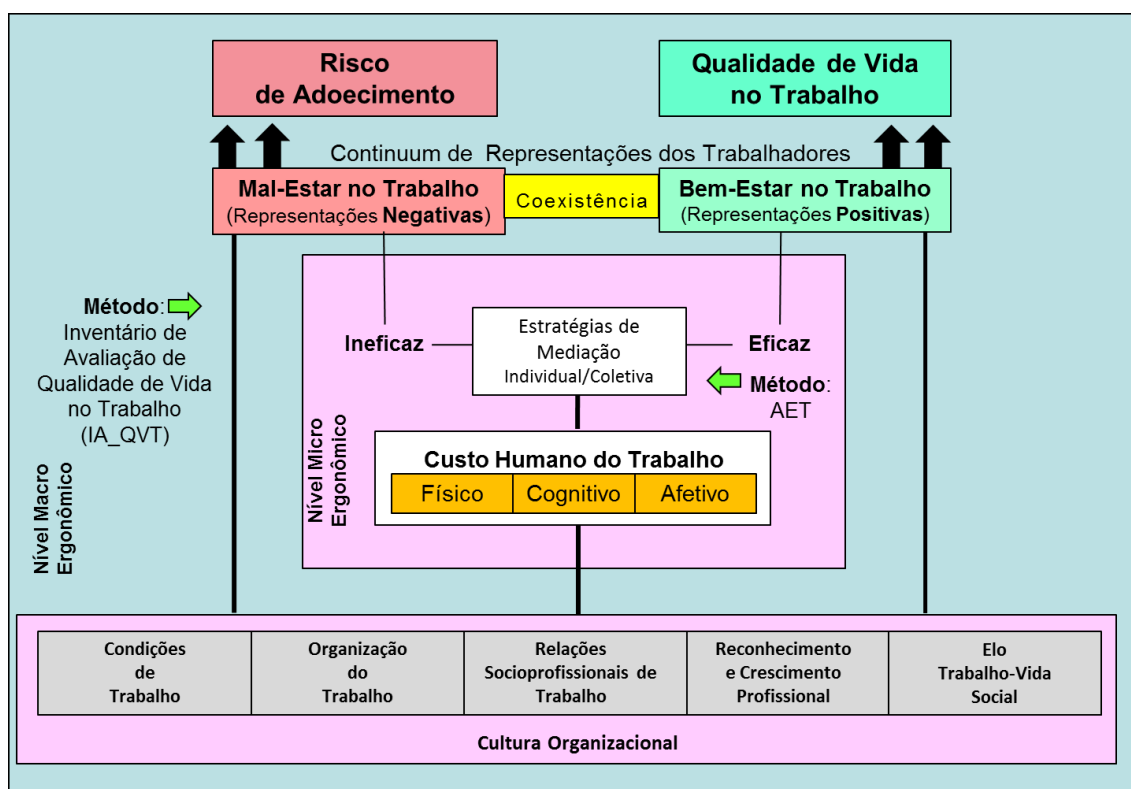 Risco
de Adoecimento
Qualidade de Vida
no Trabalho
Continuum de Representações dos Trabalhadores
Mal-Estar no Trabalho
(Representações Negativas)
Coexistência
Bem-Estar no Trabalho
(Representações Positivas)
Método:
Inventário de
Avaliação de
Qualidade de Vida
no Trabalho
(IA_QVT)
Nível Macro
Ergonômico
Ineficaz
Estratégias de
Mediação
Individual/Coletiva
Eficaz
Método:
AET
Nível Micro
Ergonômico
Custo Humano do Trabalho
Físico
Cognitivo
Afetivo
Condições
de
Trabalho
Organização
do
Trabalho
Relações
Socioprofissionais de
Trabalho
Reconhecimento
e Crescimento
Profissional
Elo
Trabalho-Vida
Social
Cultura Organizacional